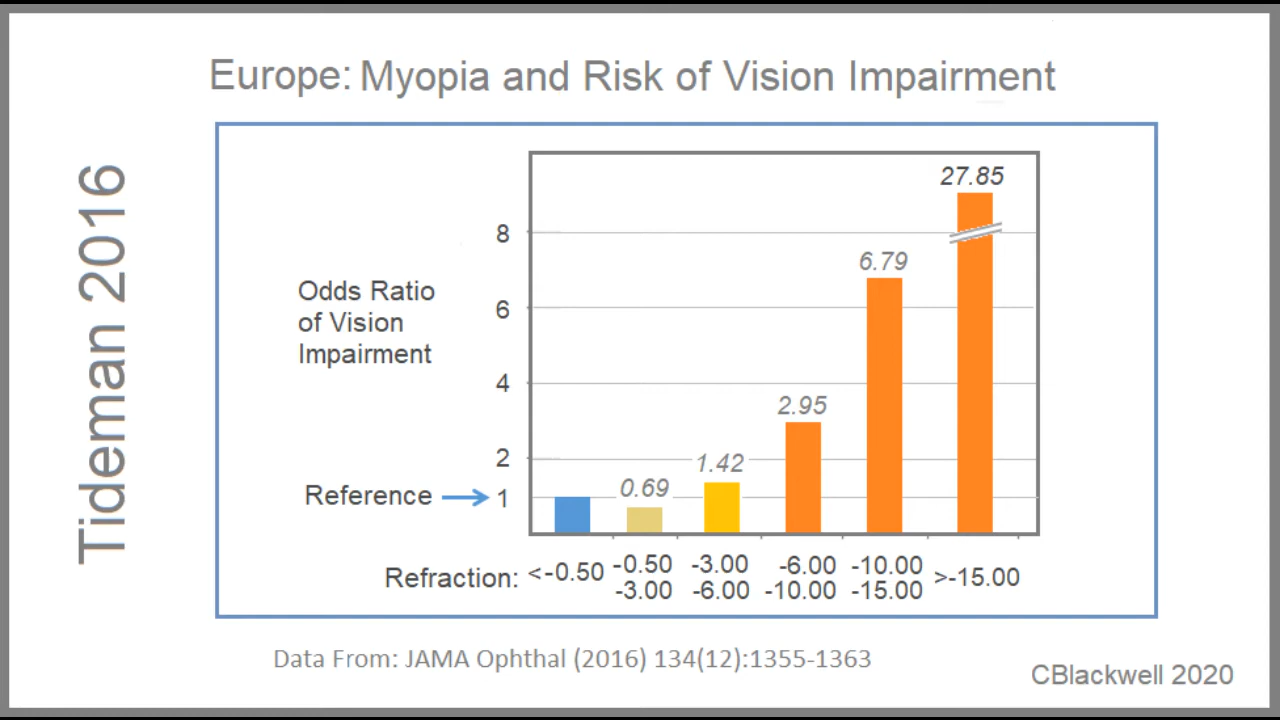 Europe: Myopia and Risk of Vision Impairment
Tideman 2016
27.85
8
6.79
Odds Ratio
of Vision
Impairment
6
4
2.95
2
1.42
0.69
Reference
1
Refraction:
<-0.50
-0.50
-3.00
-3.00
-6.00
-6.00
-10.00
-10.00
-15.00
>-15.00
Data From: JAMA Ophthal (2016) 134(12):1355-1363
CBlackwell 2020